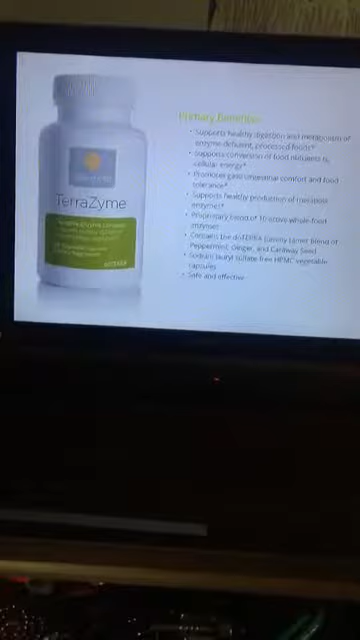 TerraZyme
Primary Benefits
• Supports healthy digestion and metabolism of
enzyme-deficient, processed foods*
• Supports conversion of food nutrients to
cellular energy*
• Promotes gastrointestinal comfort and food
tolerance*
• Supports healthy production of metabolic
enzymes*
• Proprietary blend of 10 active whole-food
enzymes
• Contains the doTERRA tummy tamer blend of
Peppermint, Ginger, and Caraway Seed
• Sodium lauryl sulfate free HPMC vegetable
capsules
• Safe and effective